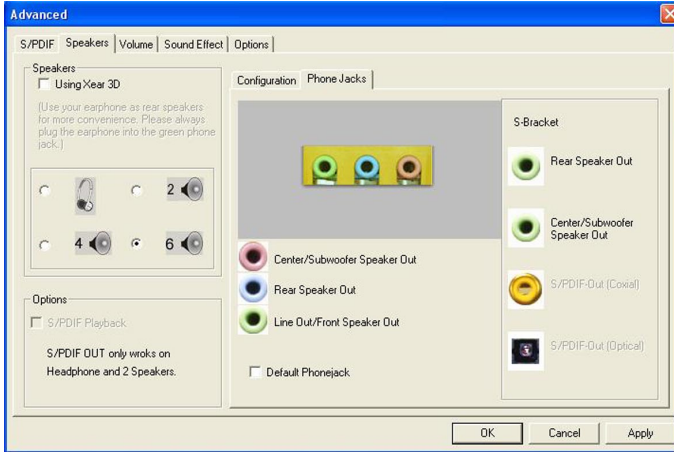 Advanced
S/PDIF Speakers Volume Sound Effect Options
Speakers
Using Xear 3D
(Use your earphone as rear speakers
for more convenience. Please always
plug the earphone into the green phone
jack.)
2
4 6
Options
S/PDIF Playback
S/PDIF OUT only wroks on
Headphone and 2 Speakers.
Configuration Phone Jacks
Center/Subwoofer Speaker Out
Rear Speaker Out
Line Out/Front Speaker Out
Default Phonejack
S-Bracket
Rear Speaker Out
Center/Subwoofer
Speaker Out
S/PDIF-Out (Coxial)
S/PDIF-Out (Optical)
OK Cancel Apply